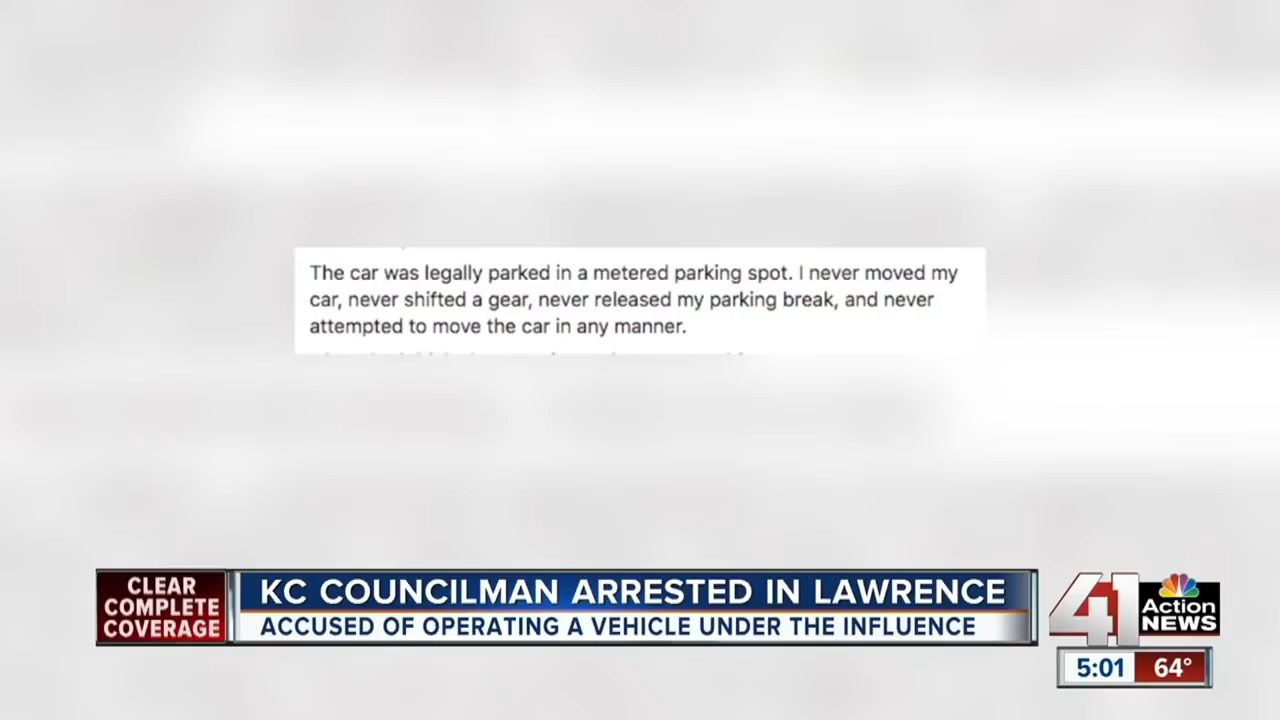 The car was legally parked in a metered parking spot. I never moved my
car, never shifted a gear, never released my parking break, and never
attempted to move the car in any manner.
CLEAR
COMPLETE
COVERAGE
KC COUNCILMAN ARRESTED IN LAWRENCE
ACCUSED OF OPERATING A VEHICLE UNDER THE INFLUENCE
41
Action
NEWS
5:01 64°